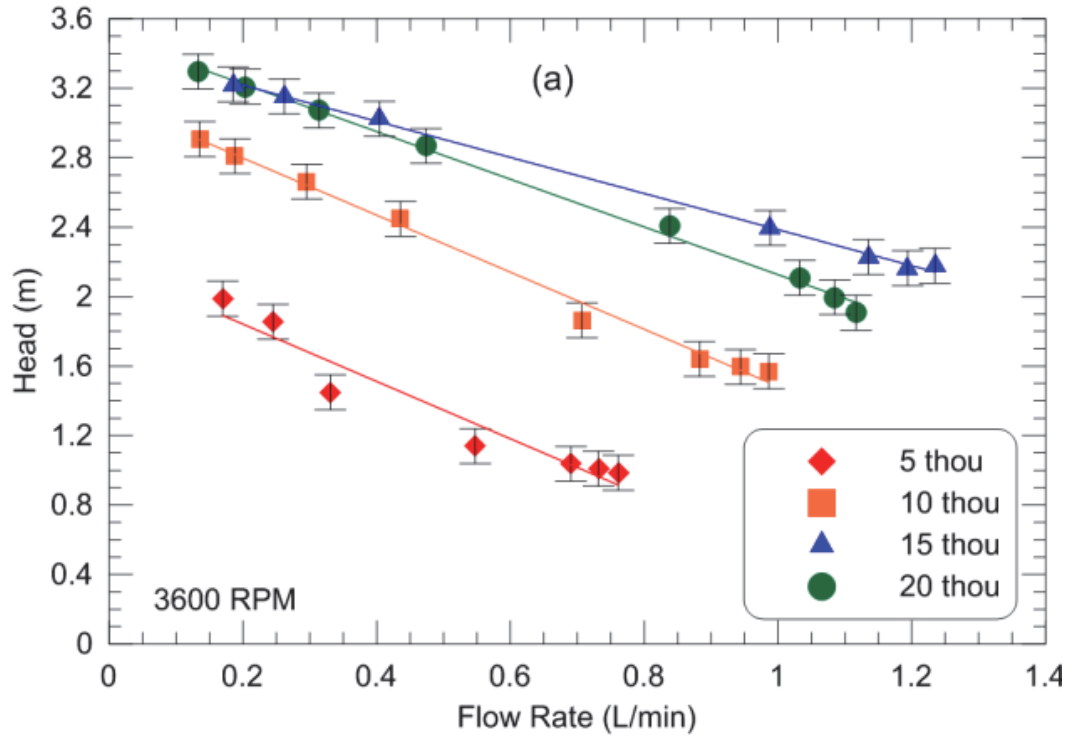 3.6
3.2
2.8
2.4
2
1.6
1.2
0.8
0.4
0
Head (m)
(a)
3600 RPM
5 thou
10 thou
15 thou
20 thou
0 0.2 0.4 0.6 0.8 1 1.2 1.4
Flow Rate (L/min)